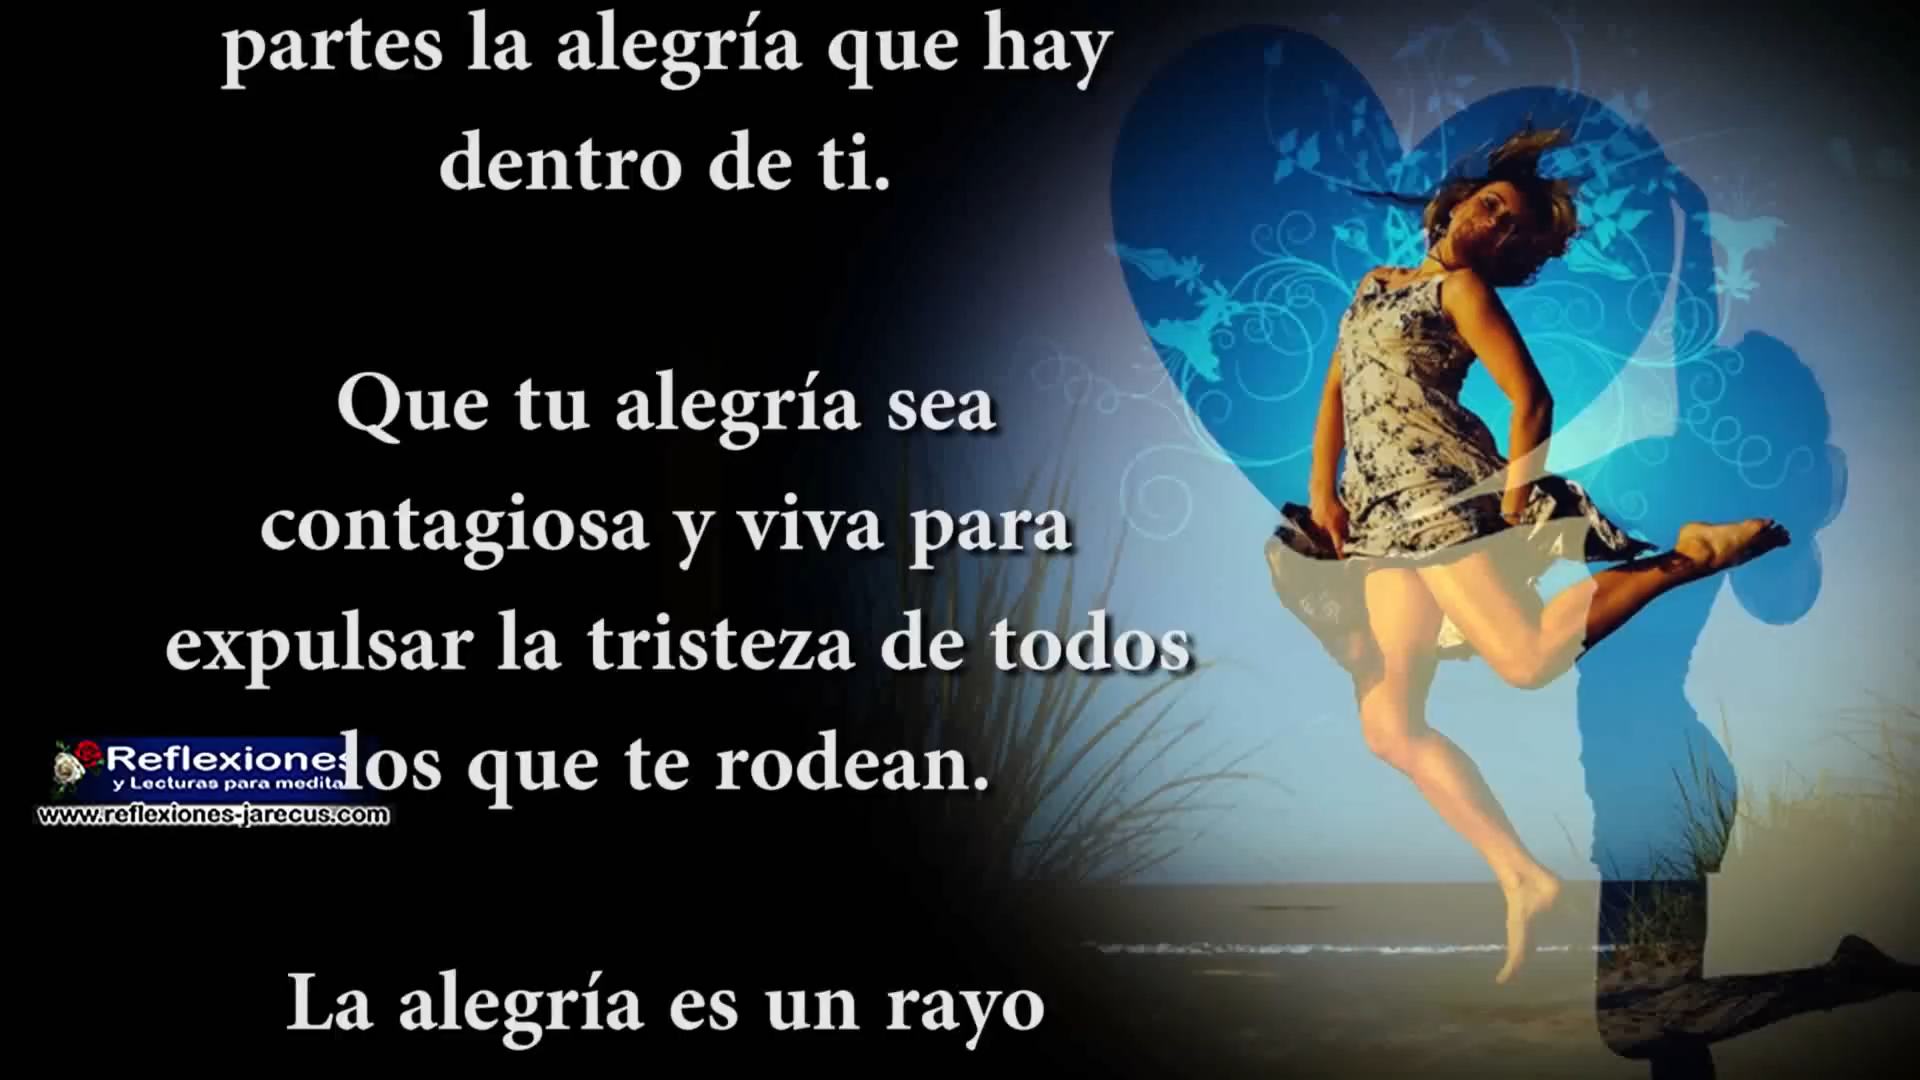 partes la alegría que hay
dentro de ti.
Que tu alegría sea
contagiosa y viva para
expulsar la tristeza de todos
los que te rodean.
Reflexiones
y Lecturas para medita
www.reflexiones-jarecus.com
La alegría es un rayo